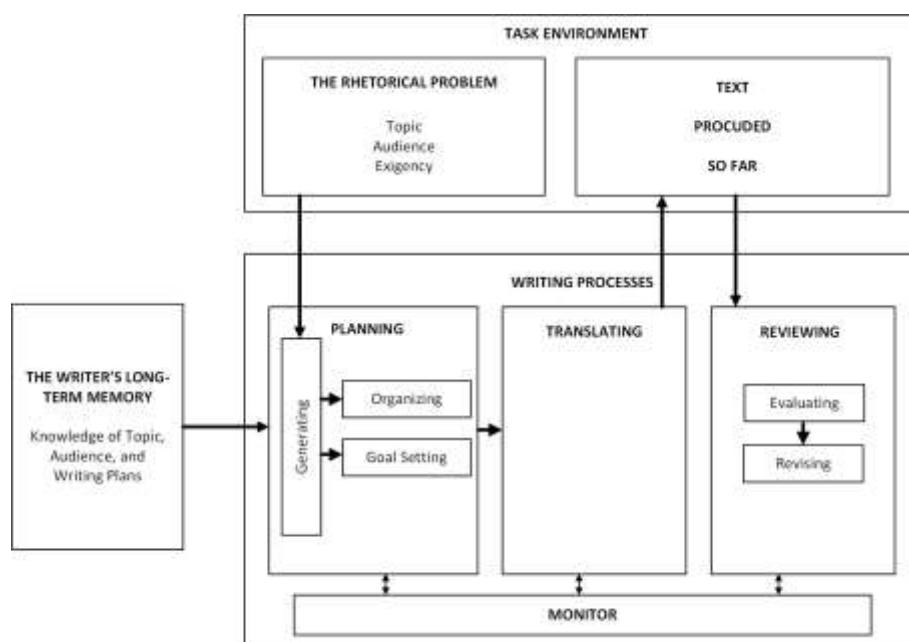 TASK ENVIRONMENT
THE RHETORICAL PROBLEM
Topic
Audience
Exigency
TEXT
PROCUDED
SO FAR
WRITING PROCESSES
THE WRITER'S LONG-
TERM MEMORY
Knowledge of Topic,
Audience, and
Writing Plans
PLANNING
Generating
Organizing
Goal Setting
TRANSLATING
REVIEWING
Evaluating
Revising
MONITOR